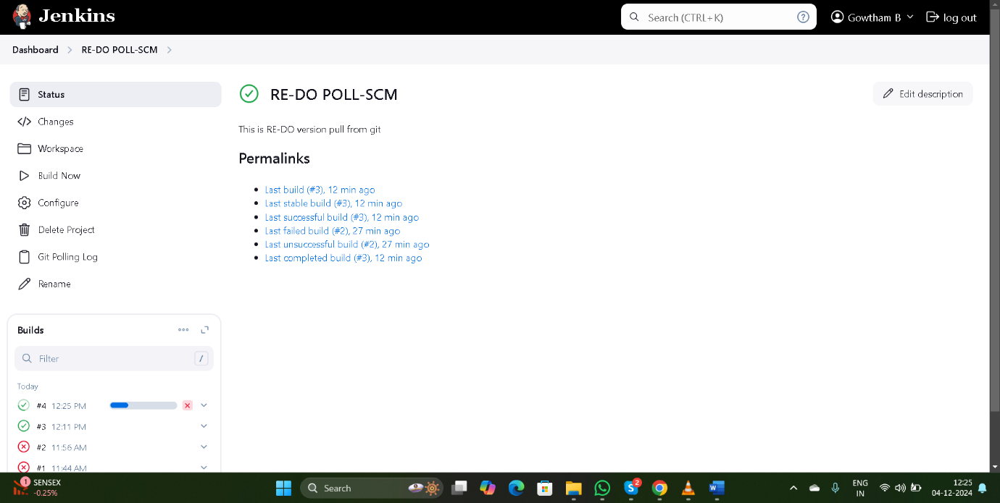 Jenkins
Search (CTRL+K)
?
Gowtham B
log out
Dashboard
RE-DO POLL-SCM
Status
Changes
Workspace
Build Now
Configure
Delete Project
Git Polling Log
Rename
RE-DO POLL-SCM
Edit description
This is RE-DO version pull from git
Permalinks
Last build (#3), 12 min ago
Last stable build (#3), 12 min ago
Last successful build (#3), 12 min ago
Last failed build (#2), 27 min ago
Last unsuccessful build (#2), 27 min ago
Last completed build (#3), 12 min ago
Builds
Filter
/
Today
#4 12:25 PM
#3 12:11 PM
#2 11:56 AM
#1 11:44 AM
1
SENSEX
-0.25%
Search
2
ENG
IN
12:25
04-12-2024